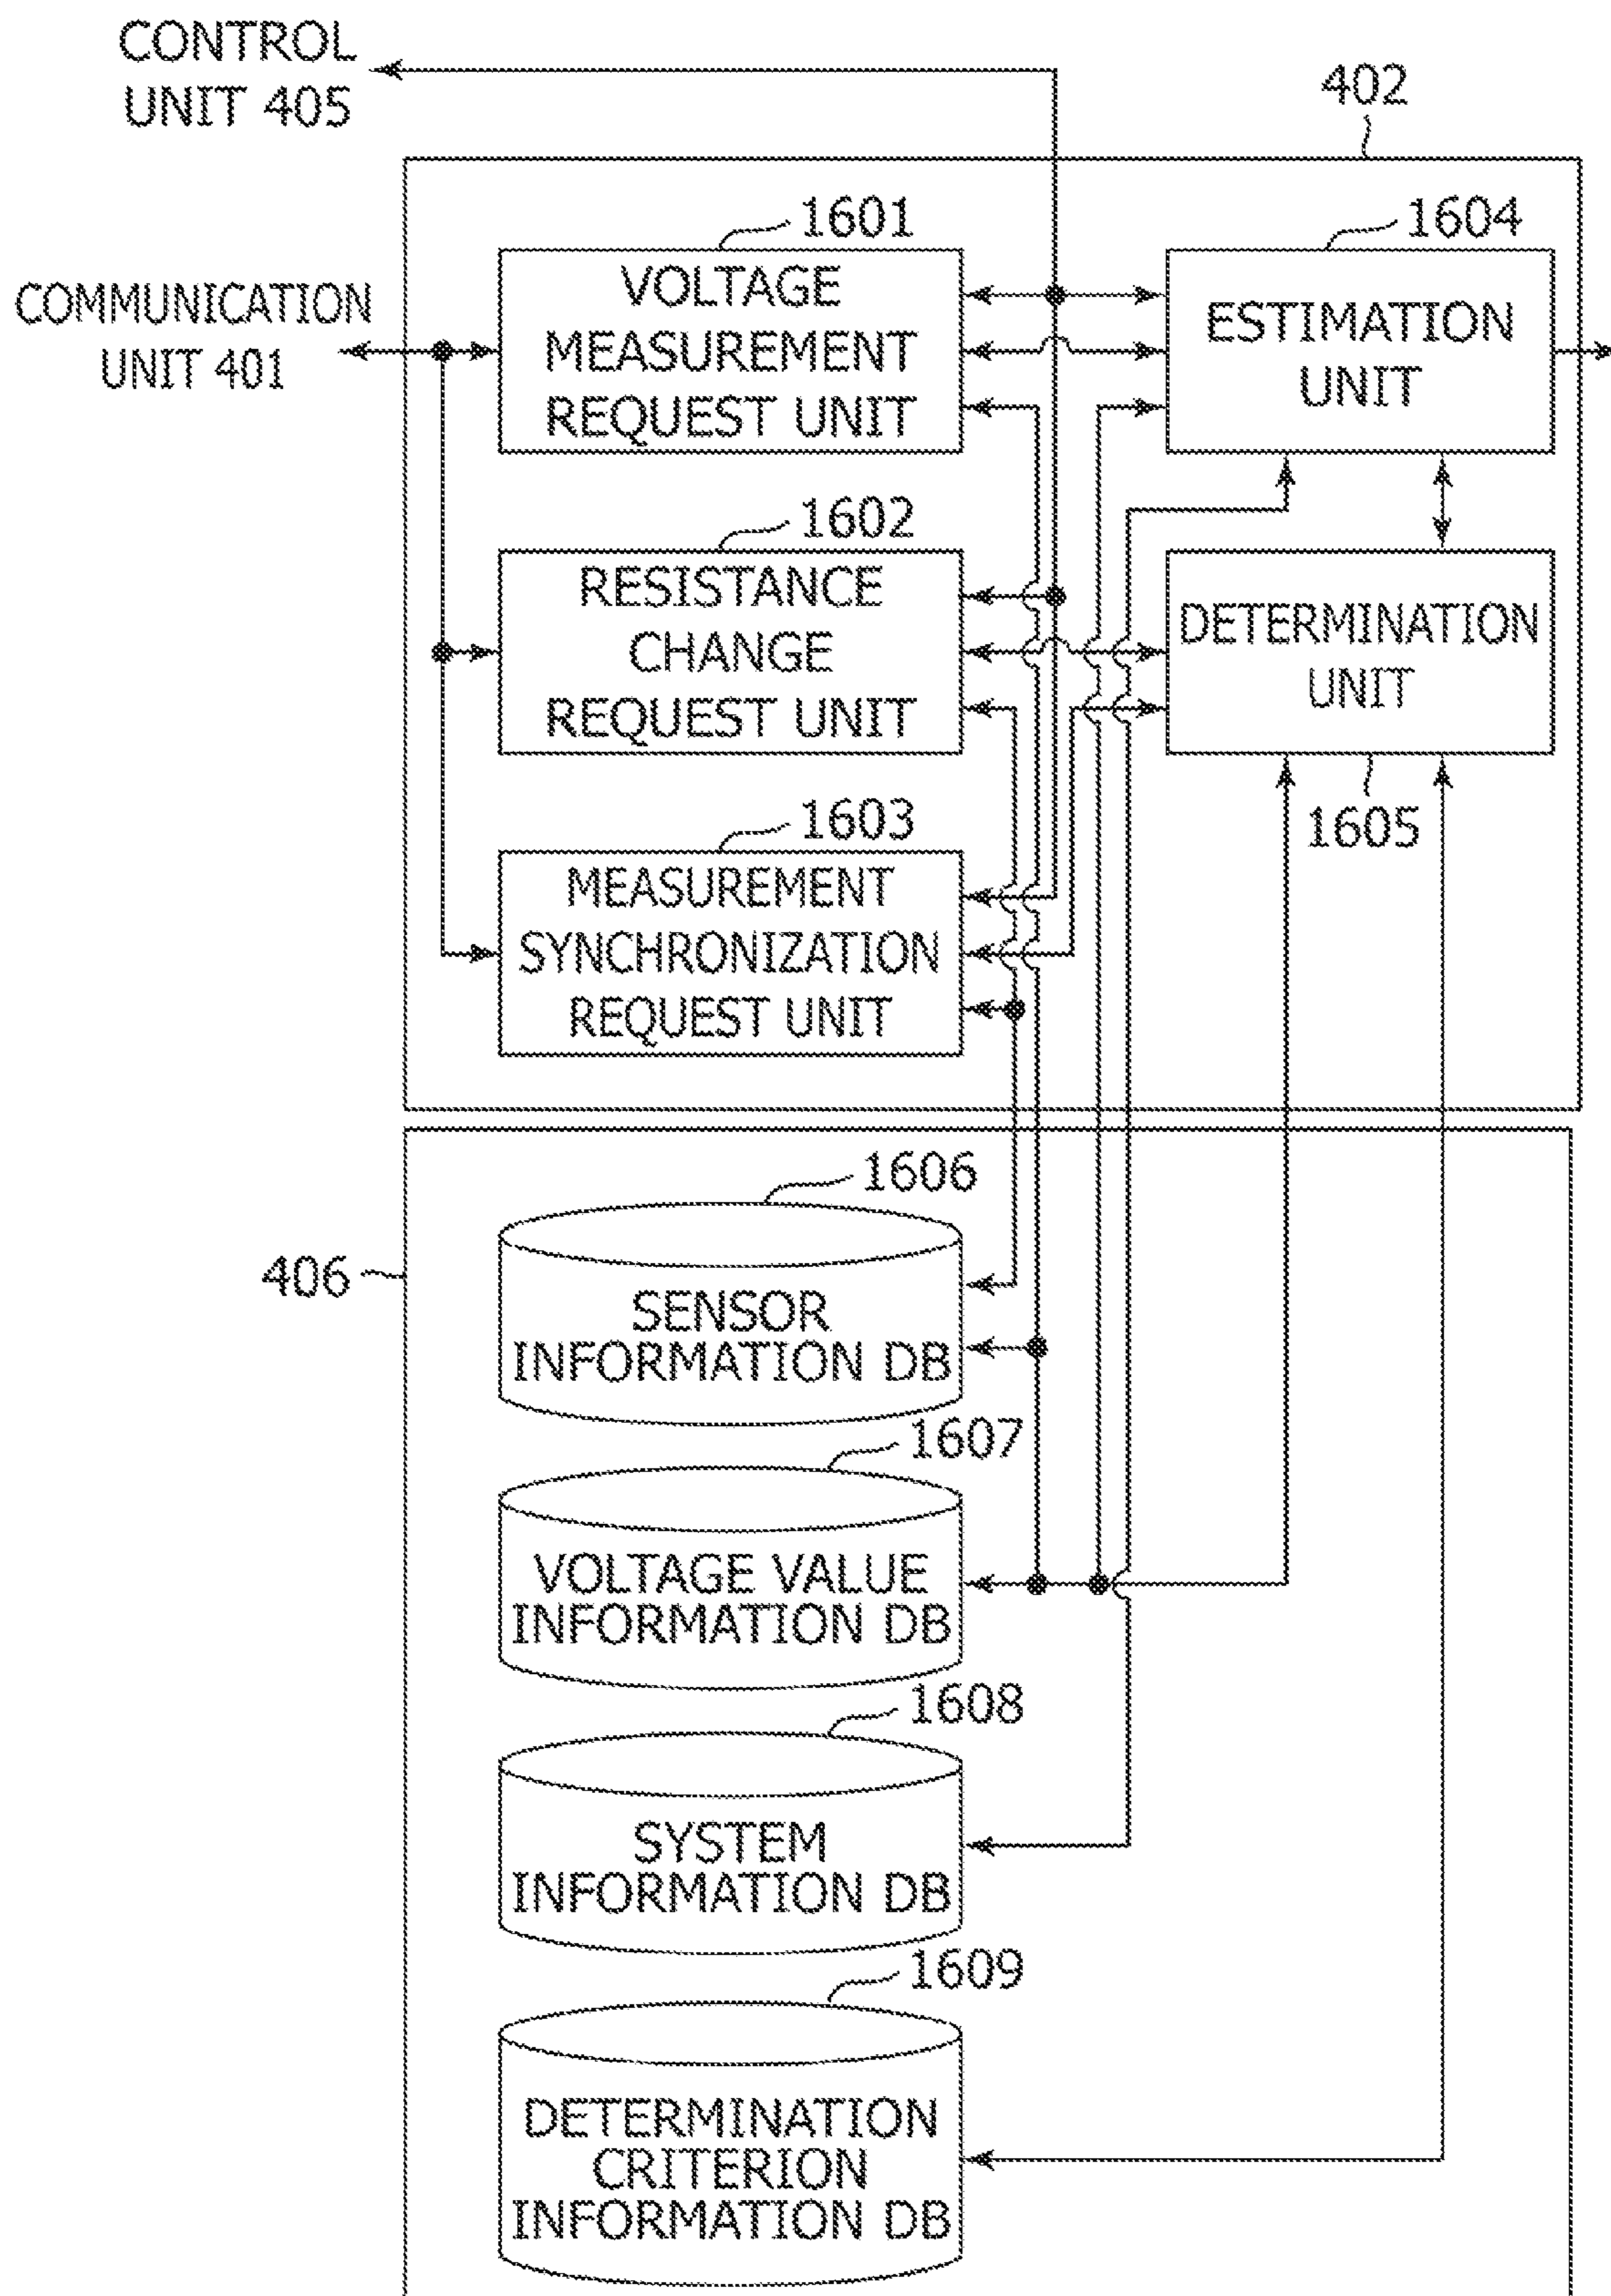 CONTROL
UNIT 405
402
1601
1604
COMMUNICATION
UNIT 401
VOLTAGE
MEASUREMENT
REQUEST UNIT
ESTIMATION
UNIT
1602
RESISTANCE
CHANGE
REQUEST UNIT
DETERMINATION
UNIT
1603
1605
MEASUREMENT
SYNCHRONIZATION
REQUEST UNIT
1606
406
SENSOR
INFORMATION DB
1607
VOLTAGE VALUE
INFORMATION DB
1608
SYSTEM
INFORMATION DB
1609
DETERMINATION
CRITERION
INFORMATION DB